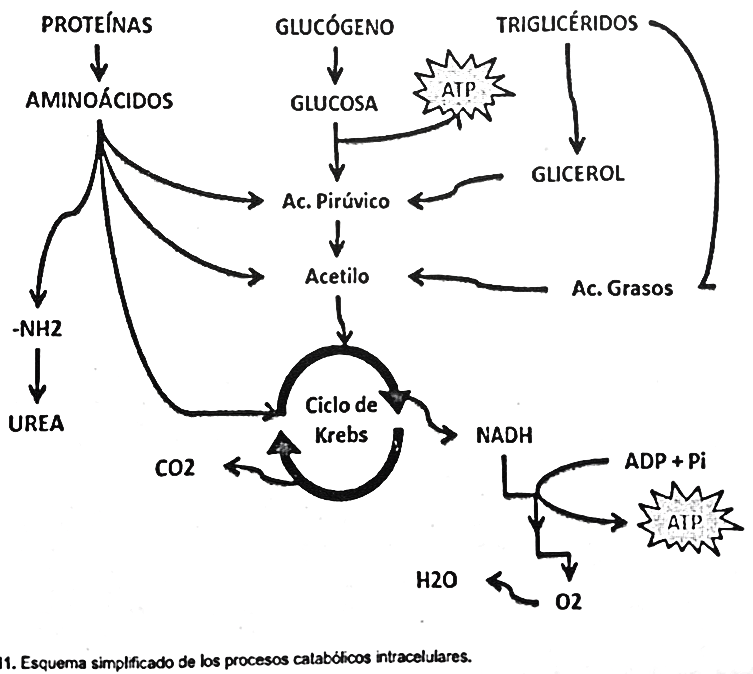 PROTEÍNAS
GLUCÓGENO
TRIGLICÉRIDOS
AMINOÁCIDOS
GLUCOSA
ATP
Ac. Pirúvico
GLICEROL
Acetilo
Ac. Grasos
-NH2
UREA
Ciclo de
Krebs
CO2
NADH
ADP + Pi
ATP
H2O
O2
11. Esquema simplificado de los procesos catabólicos intracelulares.